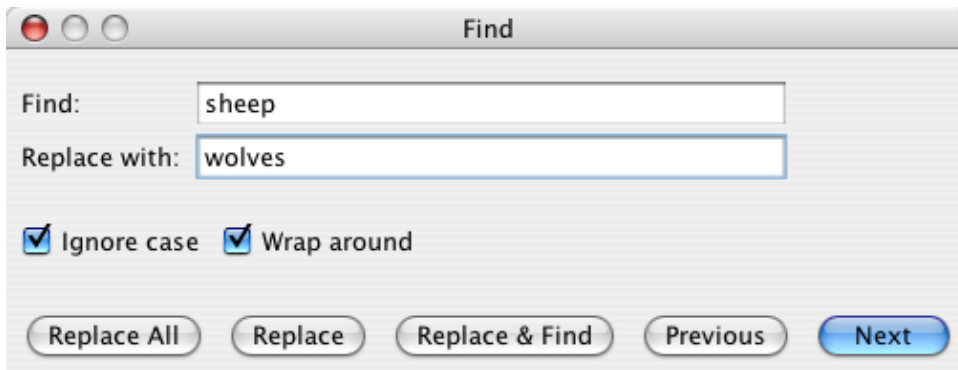 Find
Find: sheep
Replace with: wolves
Ignore case Wrap around
Replace All Replace Replace & Find Previous Next